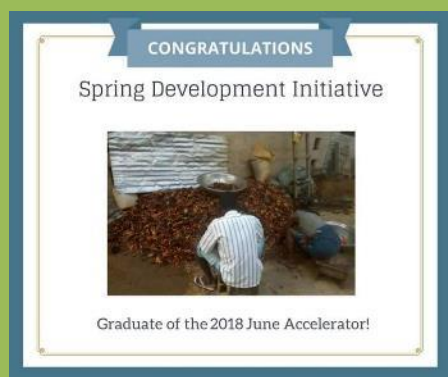 CONGRATULATIONS
Spring Development Initiative
Graduate of the 2018 June Accelerator!